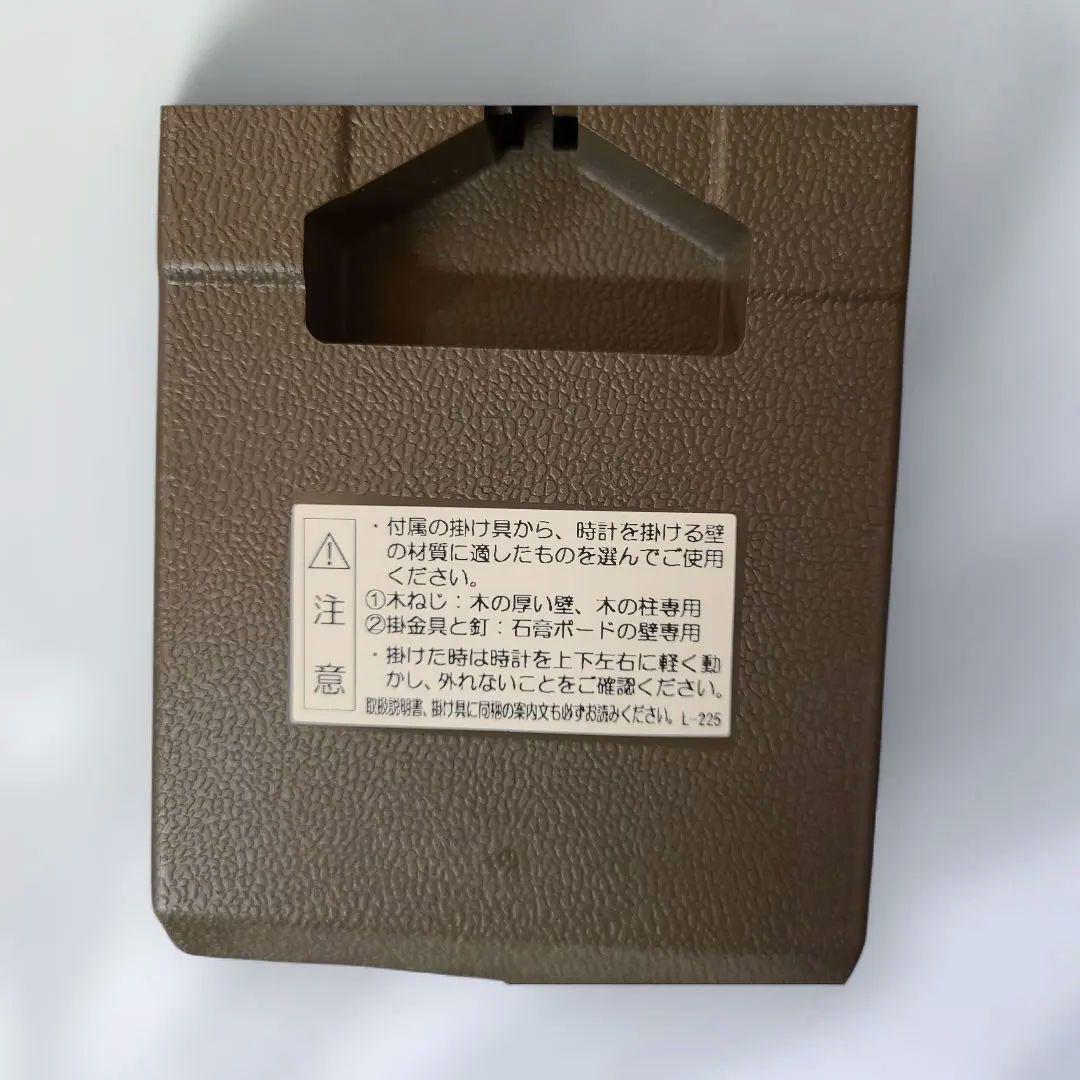 注意
・付属の掛け具から、時計を掛ける壁
の材質に適したものを選んでご使用
ください。
①木ねじ：木の厚い壁、木の柱専用
②掛金具と釘：石膏ボードの壁専用
・掛けた時は時計を上下左右に軽く動
かし、外れないことをご確認ください。
取扱説明書、掛け具に同梱の案内文も必ずお読みください。L-225